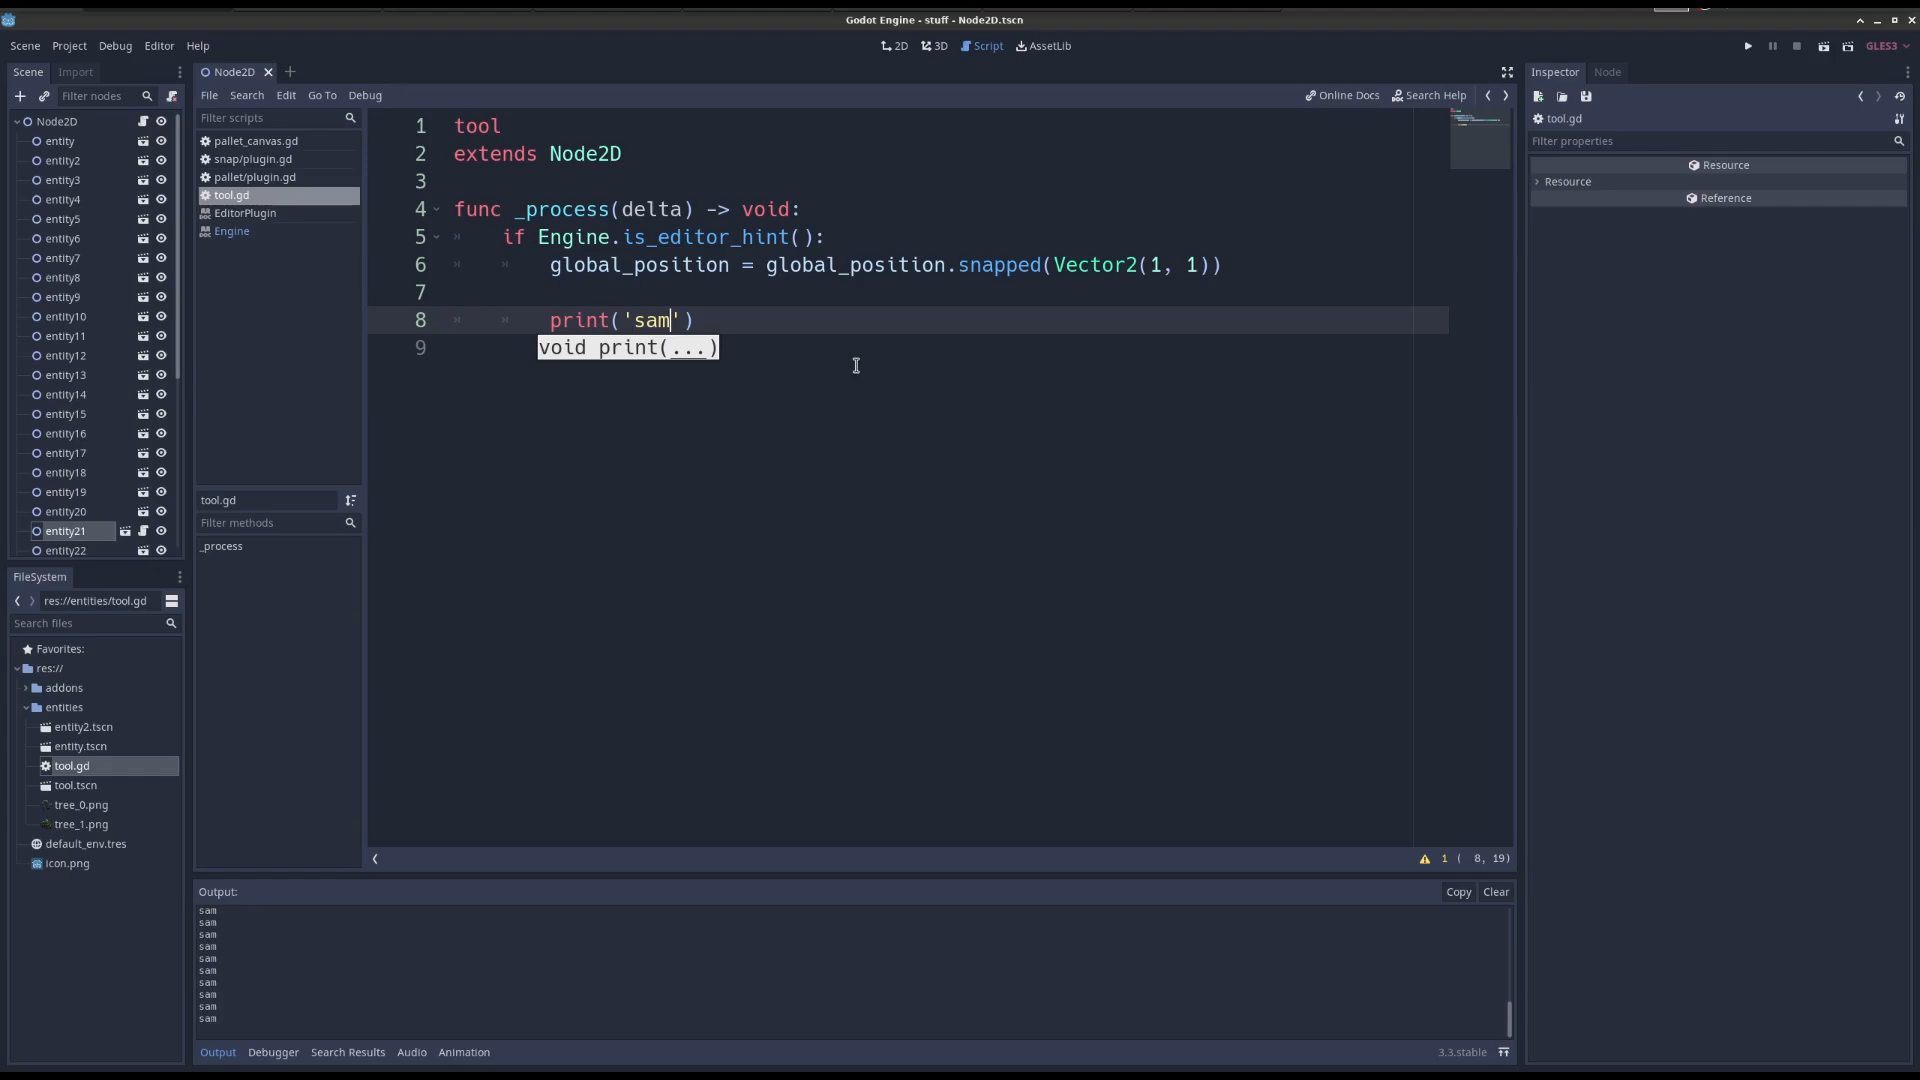 Godot Engine - stuff - Node2D.tscn
Scene Project Debug Editor Help
2D 3D Script AssetLib
GLES3
Scene Import
Node2D
Inspector Node
Filter nodes
File Search Edit Go To Debug
Online Docs Search Help
Node2D
entity
entity2
entity3
entity4
entity5
entity6
entity7
entity8
entity9
entity10
entity11
entity12
entity13
entity14
entity15
entity16
entity17
entity18
entity19
entity20
entity21
entity22
Filter scripts
pallet_canvas.gd
snap/plugin.gd
pallet/plugin.gd
tool.gd
EditorPlugin
Engine
tool.gd
Filter methods
_process
1 tool
2 extends Node2D
3
4 func _process(delta) -> void:
5 if Engine.is_editor_hint():
6 global_position = global_position.snapped(Vector2(1, 1))
7
8 print('sam')
9 void print(...)
1 ( 8, 19)
tool.gd
Filter properties
Resource
Resource
Reference
FileSystem
res://entities/tool.gd
Search files
Favorites:
res://
addons
entities
entity2.tscn
entity.tscn
tool.gd
tool.tscn
tree_0.png
tree_1.png
default_env.tres
icon.png
Output:
Copy Clear
sam
sam
sam
sam
sam
sam
sam
sam
sam
sam
Output Debugger Search Results Audio Animation
3.3.stable